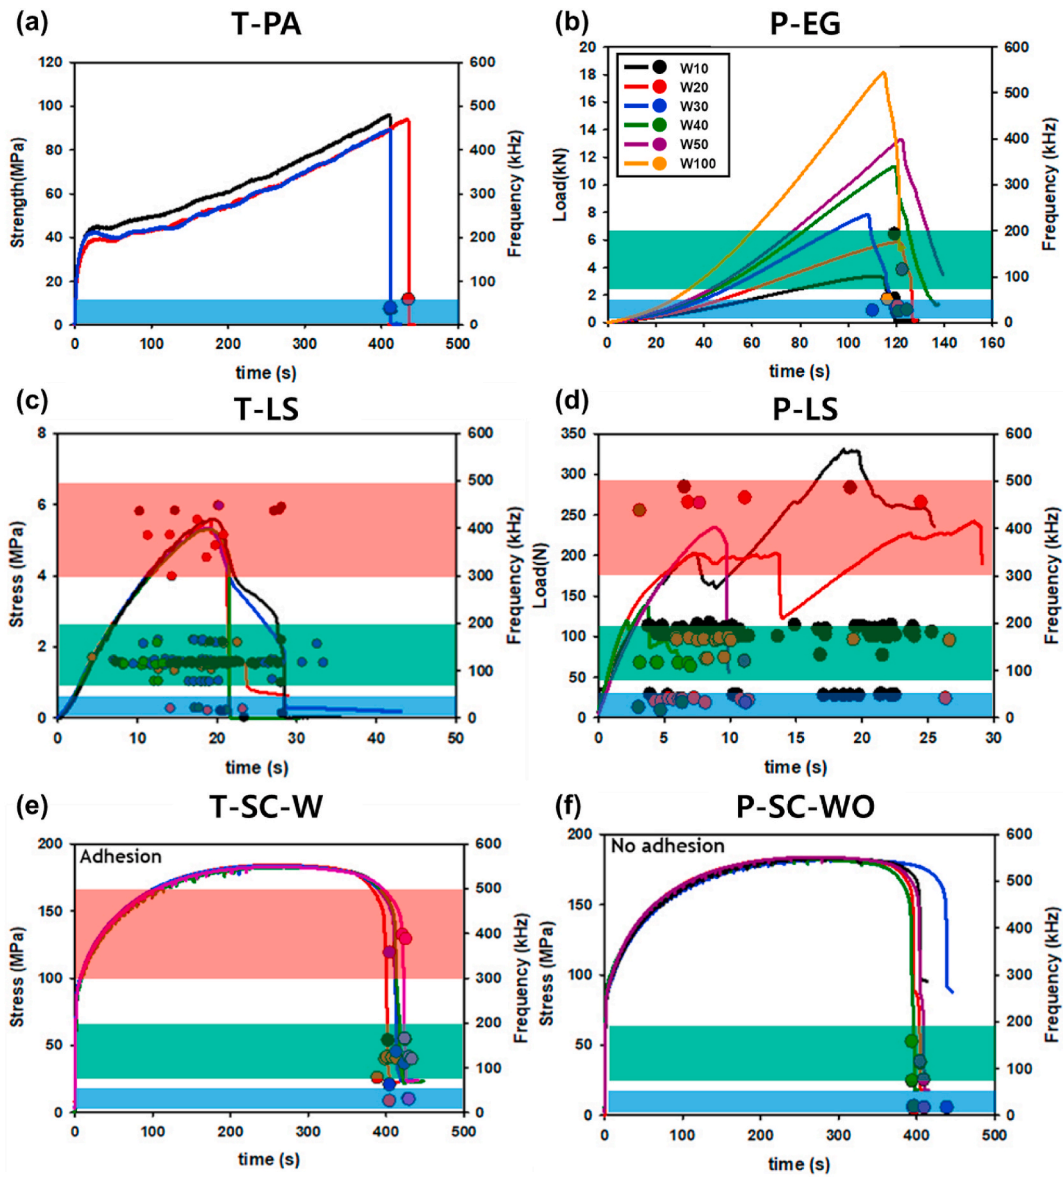 (a) T-PA
120
100
80
60
40
20
0
Strength(MPa)
600
500
400
300
200
100
0
Frequency (kHz)
0 100 200 300 400 500
time (s)
(b) P-EG
20
18
16
14
12
10
8
6
4
2
0
Load(kN)
W10
W20
W30
W40
W50
W100
600
500
400
300
200
100
0
Frequency (kHz)
0 20 40 60 80 100 120 140 160
time (s)
(c) T-LS
8
6
4
2
0
Stress (MPa)
600
500
400
300
200
100
0
Frequency (kHz)
0 10 20 30 40 50
time (s)
(d) P-LS
350
300
250
200
150
100
50
0
Load(N)
600
500
400
300
200
100
0
Frequency (kHz)
0 5 10 15 20 25 30
time (s)
(e) T-SC-W
Adhesion
200
150
100
50
0
Stress (MPa)
600
500
400
300
200
100
0
Frequency (kHz)
0 100 200 300 400 500
time (s)
(f) P-SC-WO
No adhesion
200
150
100
50
0
Stress (MPa)
600
500
400
300
200
100
0
Frequency (kHz)
0 100 200 300 400 500
time (s)